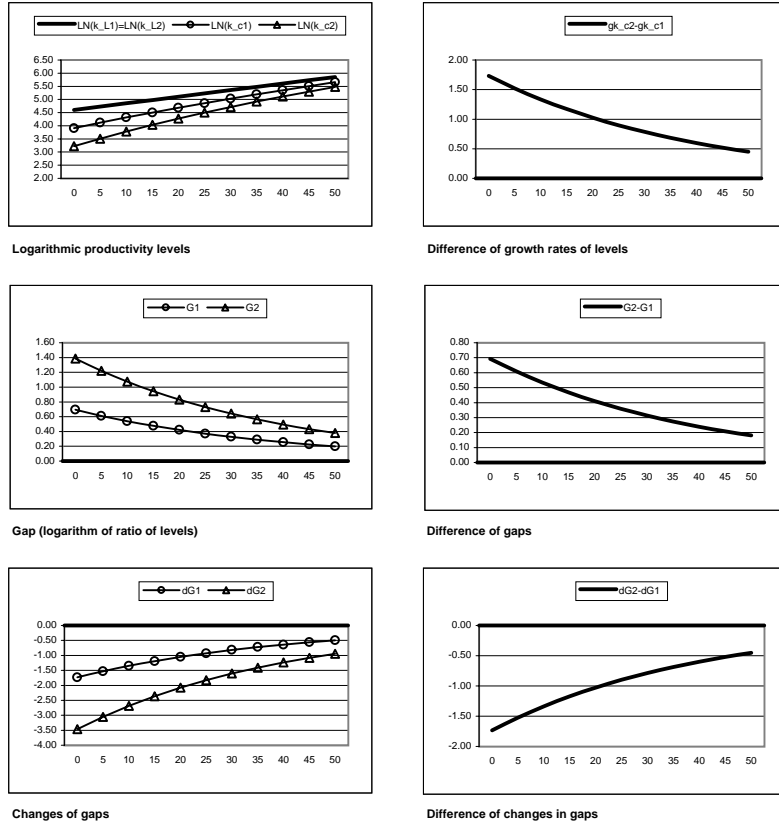 LN(k_L1)=LN(k_L2) LN(k_c1) LN(k_c2)
6.50
6.00
5.50
5.00
4.50
4.00
3.50
3.00
2.50
2.00
0 5 10 15 20 25 30 35 40 45 50
Logarithmic productivity levels
gk_c2-gk_c1
2.00
1.50
1.00
0.50
0.00
0 5 10 15 20 25 30 35 40 45 50
Difference of growth rates of levels
G1 G2
1.60
1.40
1.20
1.00
0.80
0.60
0.40
0.20
0.00
0 5 10 15 20 25 30 35 40 45 50
Gap (logarithm of ratio of levels)
G2-G1
0.80
0.70
0.60
0.50
0.40
0.30
0.20
0.10
0.00
0 5 10 15 20 25 30 35 40 45 50
Difference of gaps
dG1 dG2
0.00
-0.50
-1.00
-1.50
-2.00
-2.50
-3.00
-3.50
-4.00
0 5 10 15 20 25 30 35 40 45 50
Changes of gaps
dG2-dG1
0.00
-0.50
-1.00
-1.50
-2.00
0 5 10 15 20 25 30 35 40 45 50
Difference of changes in gaps